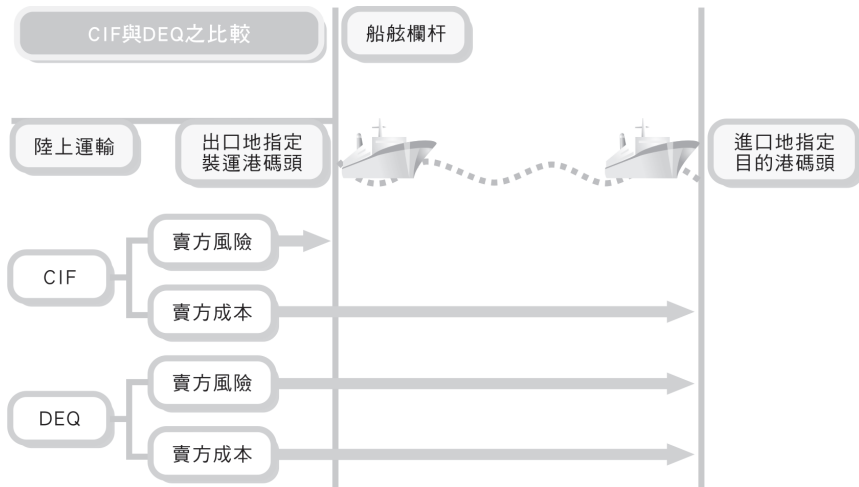 CIF與DEQ之比較
船舷欄杆
陸上運輸
出口地指定
裝運港碼頭
進口地指定
目的港碼頭
CIF
賣方風險
賣方成本
DEQ
賣方風險
賣方成本